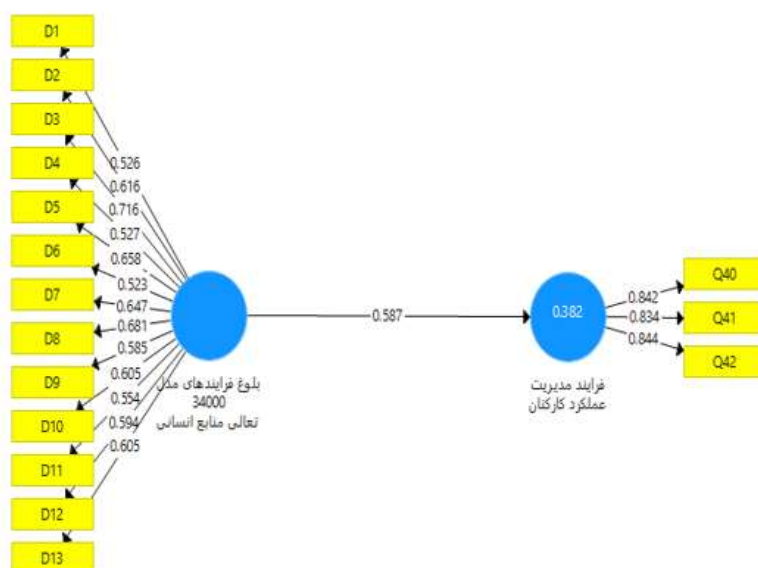 D1
D2
D3
D4
D5
D6
D7
D8
D9
D10
D11
D12
D13
0.526
0.616
0.716
0.527
0.658
0.523
0.647
0.681
0.585
0.605
0.554
0.594
0.605
بلوغ فرایندهای مدل
34000
تعالی منابع انسانی
0.587
0.382
فرایند مدیریت
عملکرد کارکنان
0.842
0.834
0.844
Q40
Q41
Q42